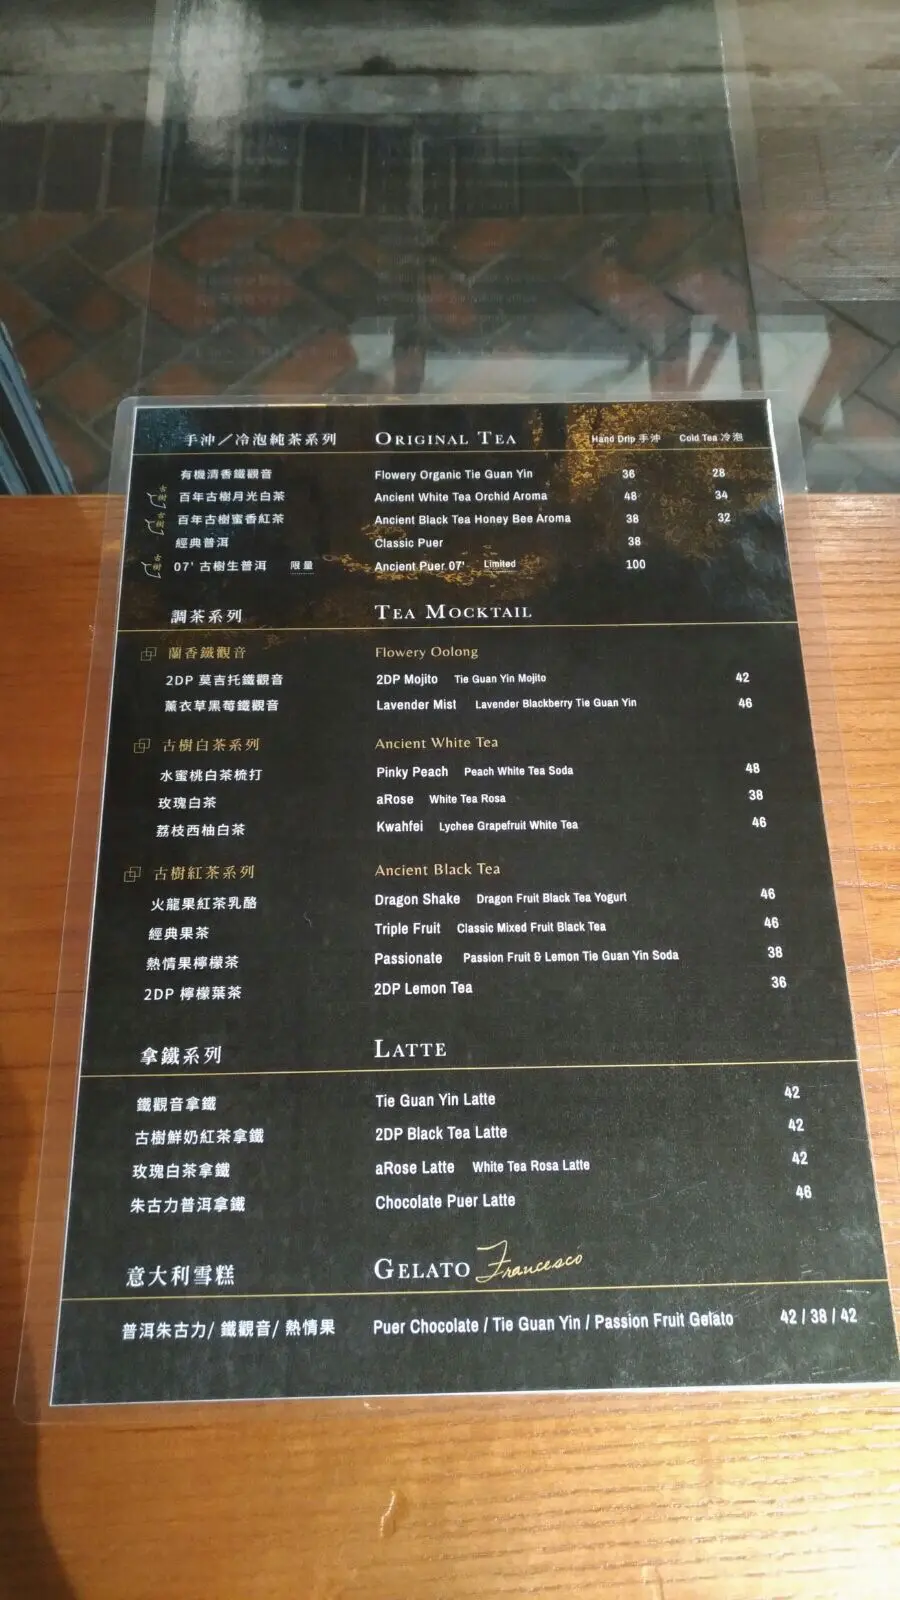 手沖／冷泡純茶系列 ORIGINAL TEA Hand Drip 手沖 Cold Tea 冷泡
有機清香鐵觀音 Flowery Organic Tie Guan Yin 36 28
古樹 百年古樹月光白茶 Ancient White Tea Orchid Aroma 48 34
古樹 百年古樹蜜香紅茶 Ancient Black Tea Honey Bee Aroma 38 32
經典普洱 Classic Puer 38
古樹 07' 古樹生普洱 限量 Ancient Puer 07' Limited 100
調茶系列 TEA MOCKTAIL
蘭香鐵觀音 Flowery Oolong
2DP 莫吉托鐵觀音 2DP Mojito Tie Guan Yin Mojito 42
薰衣草黑莓鐵觀音 Lavender Mist Lavender Blackberry Tie Guan Yin 46
古樹白茶系列 Ancient White Tea
水蜜桃白茶梳打 Pinky Peach Peach White Tea Soda 48
玫瑰白茶 aRose White Tea Rosa 38
荔枝西柚白茶 Kwahfei Lychee Grapefruit White Tea 46
古樹紅茶系列 Ancient Black Tea
火龍果紅茶乳酪 Dragon Shake Dragon Fruit Black Tea Yogurt 46
經典果茶 Triple Fruit Classic Mixed Fruit Black Tea 46
熱情果檸檬茶 Passionate Passion Fruit & Lemon Tie Guan Yin Soda 38
2DP 檸檬葉茶 2DP Lemon Tea 36
拿鐵系列 LATTE
鐵觀音拿鐵 Tie Guan Yin Latte 42
古樹鮮奶紅茶拿鐵 2DP Black Tea Latte 42
玫瑰白茶拿鐵 aRose Latte White Tea Rosa Latte 42
朱古力普洱拿鐵 Chocolate Puer Latte 46
意大利雪糕 GELATO Francesco
普洱朱古力/ 鐵觀音/ 熱情果 Puer Chocolate / Tie Guan Yin / Passion Fruit Gelato 42 / 38 / 42